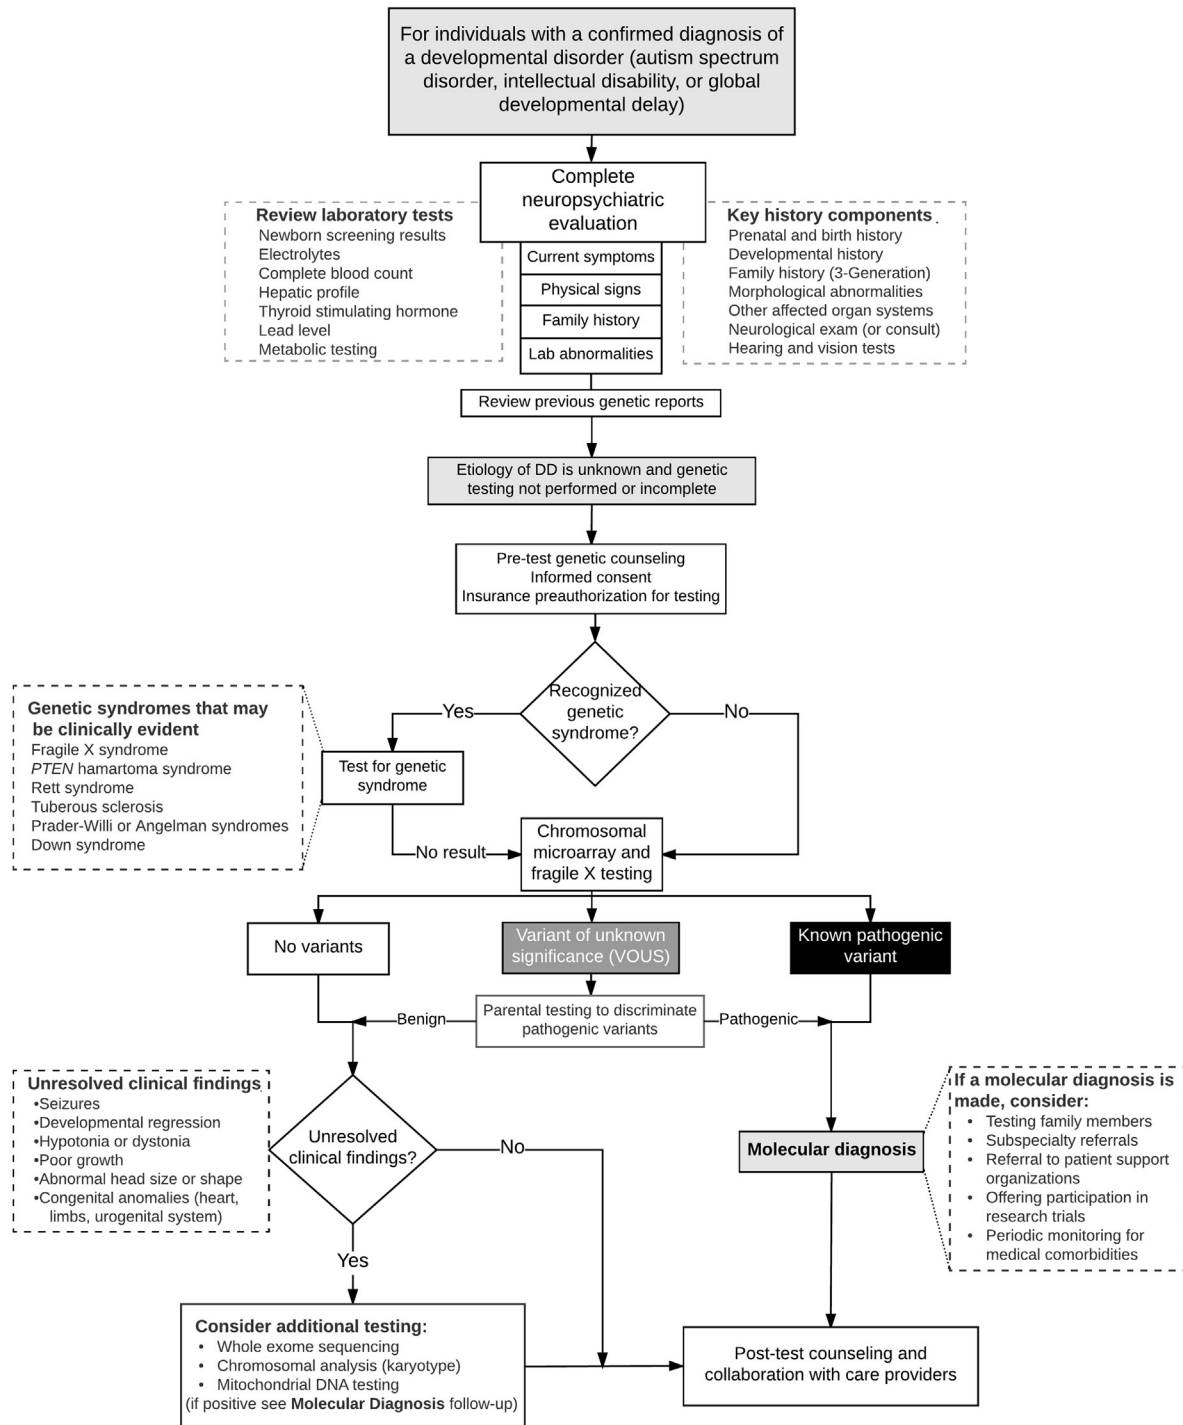 For individuals with a confirmed diagnosis of
a developmental disorder (autism spectrum
disorder, intellectual disability, or global
developmental delay)
Complete
neuropsychiatric
evaluation
Review laboratory tests
Newborn screening results
Electrolytes
Complete blood count
Hepatic profile
Thyroid stimulating hormone
Lead level
Metabolic testing
Current symptoms
Physical signs
Family history
Lab abnormalities
Key history components
Prenatal and birth history
Developmental history
Family history (3-Generation)
Morphological abnormalities
Other affected organ systems
Neurological exam (or consult)
Hearing and vision tests
Review previous genetic reports
Etiology of DD is unknown and genetic
testing not performed or incomplete
Pre-test genetic counseling
Informed consent
Insurance preauthorization for testing
Recognized
genetic
syndrome?
Yes
No
Genetic syndromes that may
be clinically evident
Fragile X syndrome
PTEN hamartoma syndrome
Rett syndrome
Tuberous sclerosis
Prader-Willi or Angelman syndromes
Down syndrome
Test for genetic
syndrome
No result
Chromosomal
microarray and
fragile X testing
No variants
Variant of unknown
significance (VOUS)
Known pathogenic
variant
Benign
Parental testing to discriminate
pathogenic variants
Pathogenic
Unresolved clinical findings
•Seizures
•Developmental regression
•Hypotonia or dystonia
•Poor growth
•Abnormal head size or shape
•Congenital anomalies (heart,
limbs, urogenital system)
Unresolved
clinical findings?
No
Yes
Molecular diagnosis
If a molecular diagnosis is
made, consider:
• Testing family members
• Subspecialty referrals
• Referral to patient support
organizations
• Offering participation in
research trials
• Periodic monitoring for
medical comorbidities
Consider additional testing:
• Whole exome sequencing
• Chromosomal analysis (karyotype)
• Mitochondrial DNA testing
(if positive see Molecular Diagnosis follow-up)
Post-test counseling and
collaboration with care providers